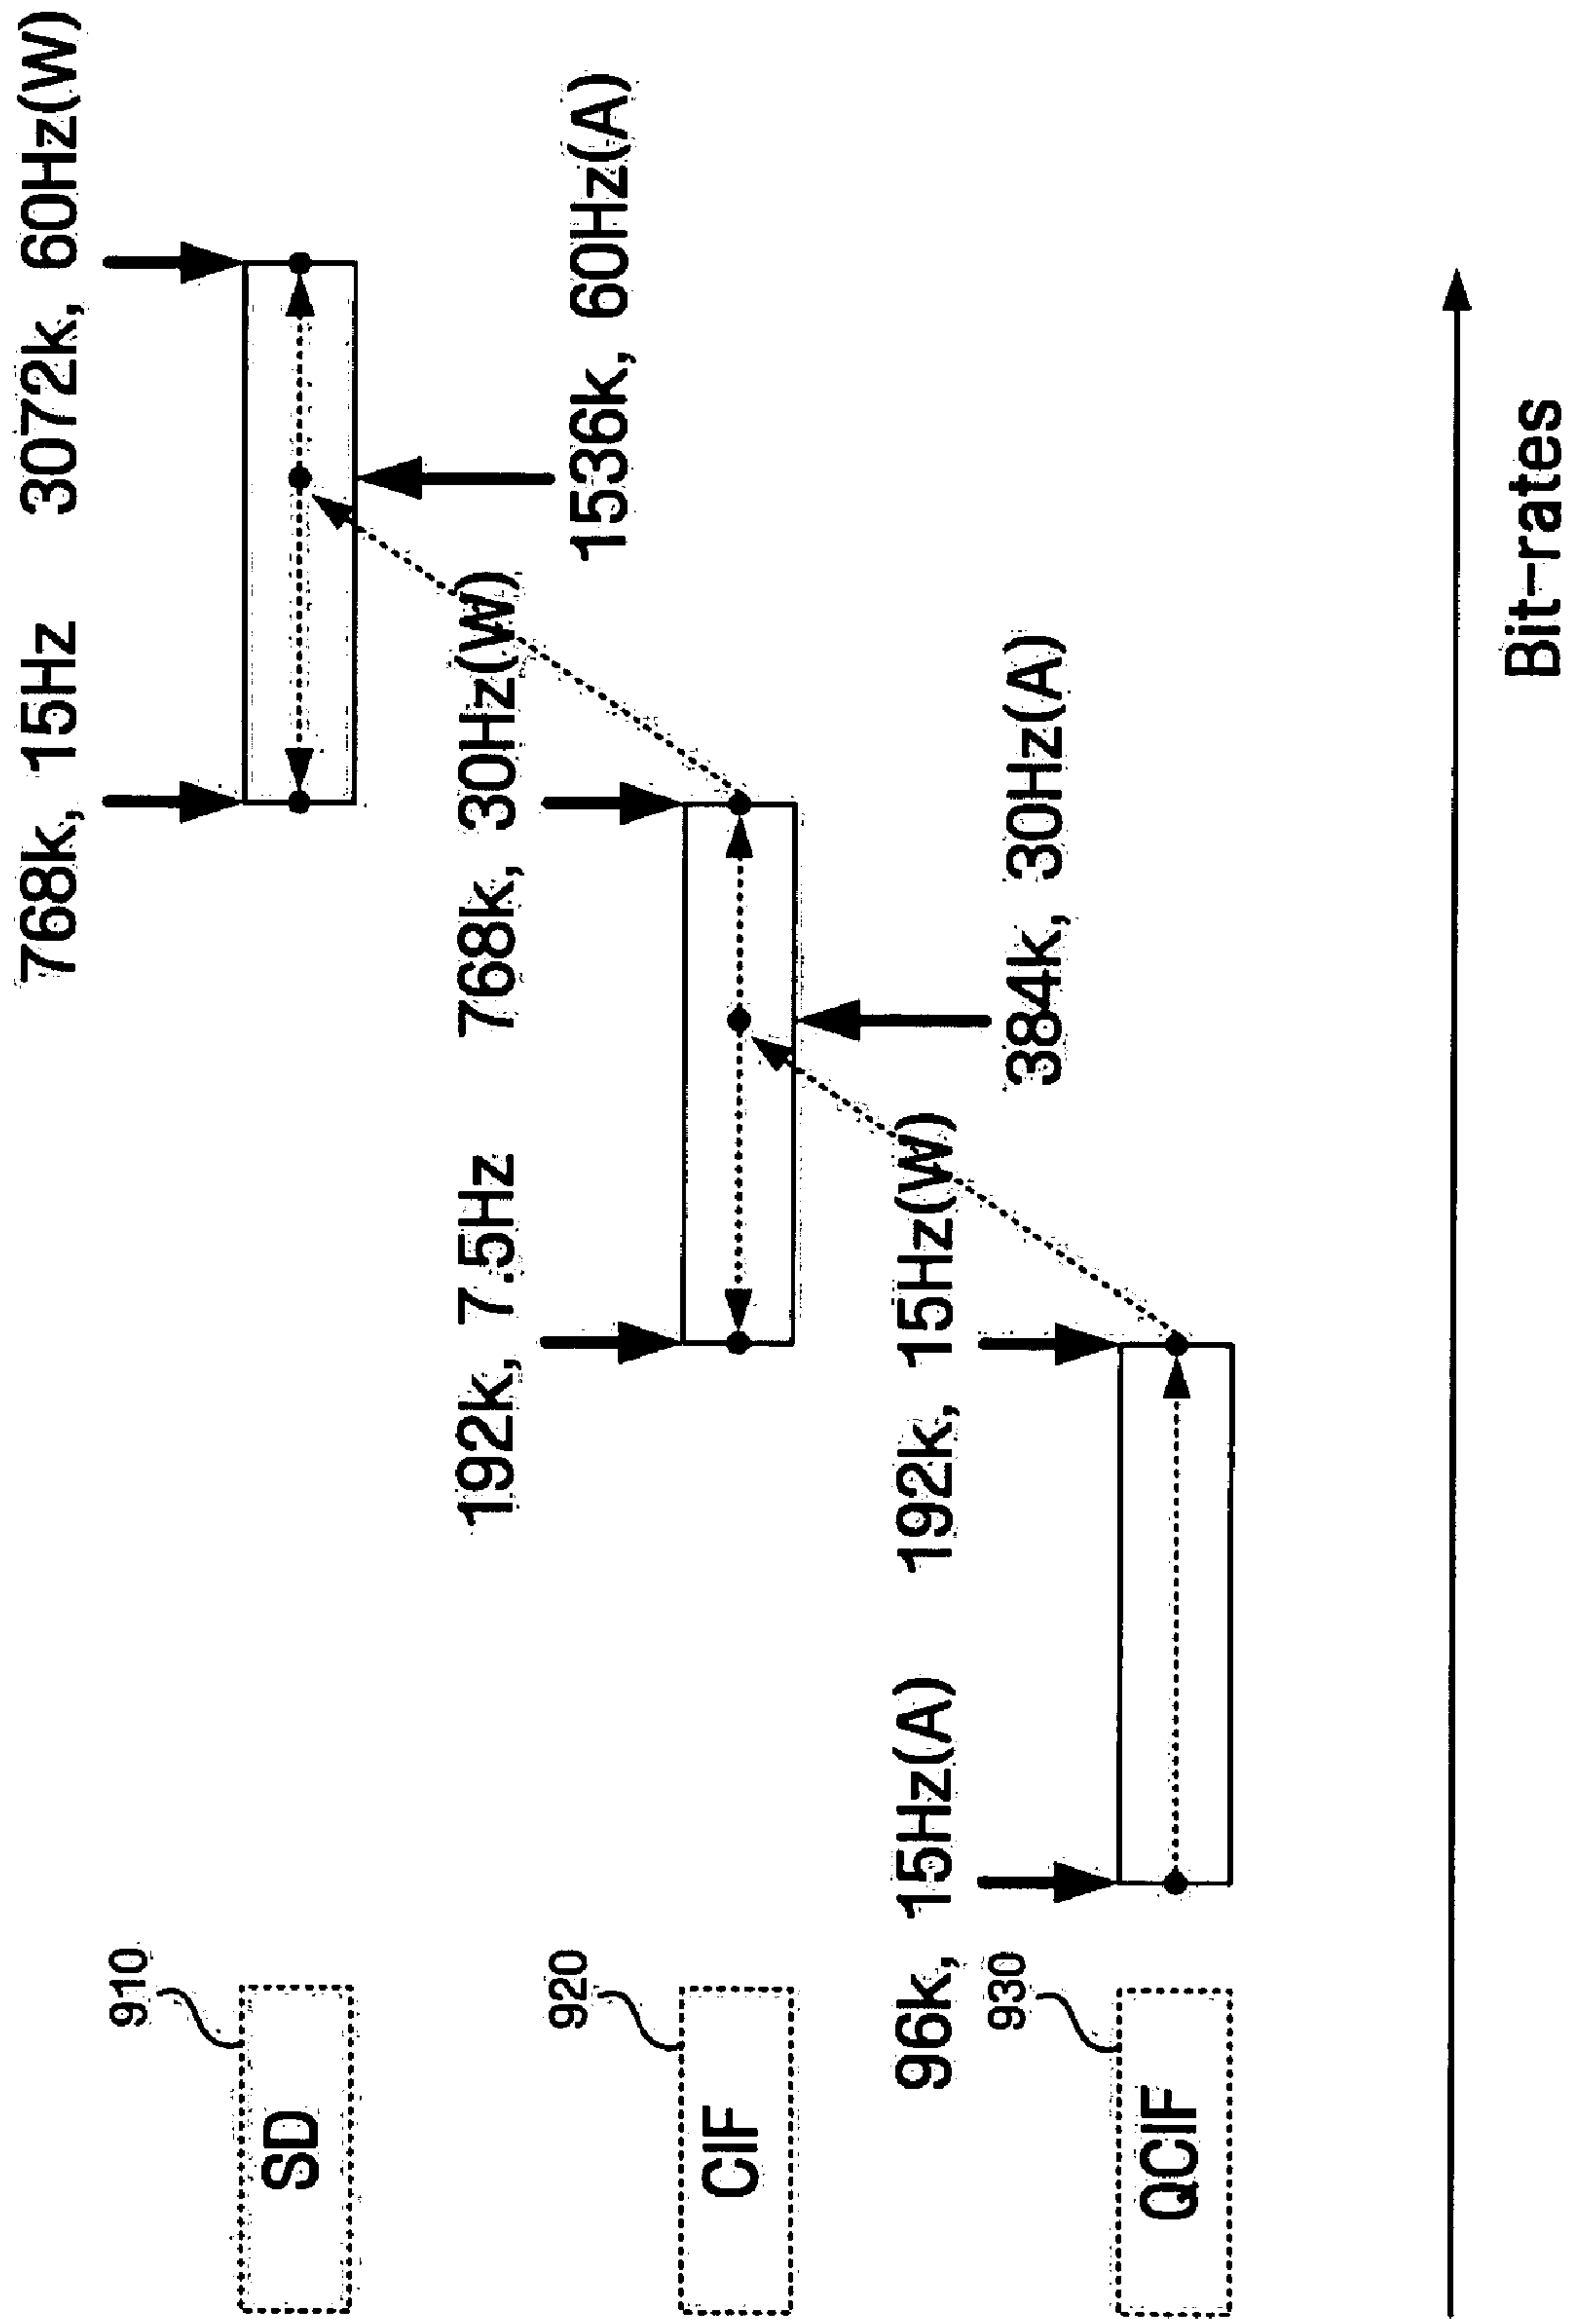 768k, 15Hz 3072k, 60Hz(W)
910
SD
1536k, 60Hz(A)
192k, 7.5Hz 768k, 30Hz(W)
920
CIF
384k, 30Hz(A)
96k, 15Hz(A) 192k, 15Hz(W)
930
QCIF
Bit-rates